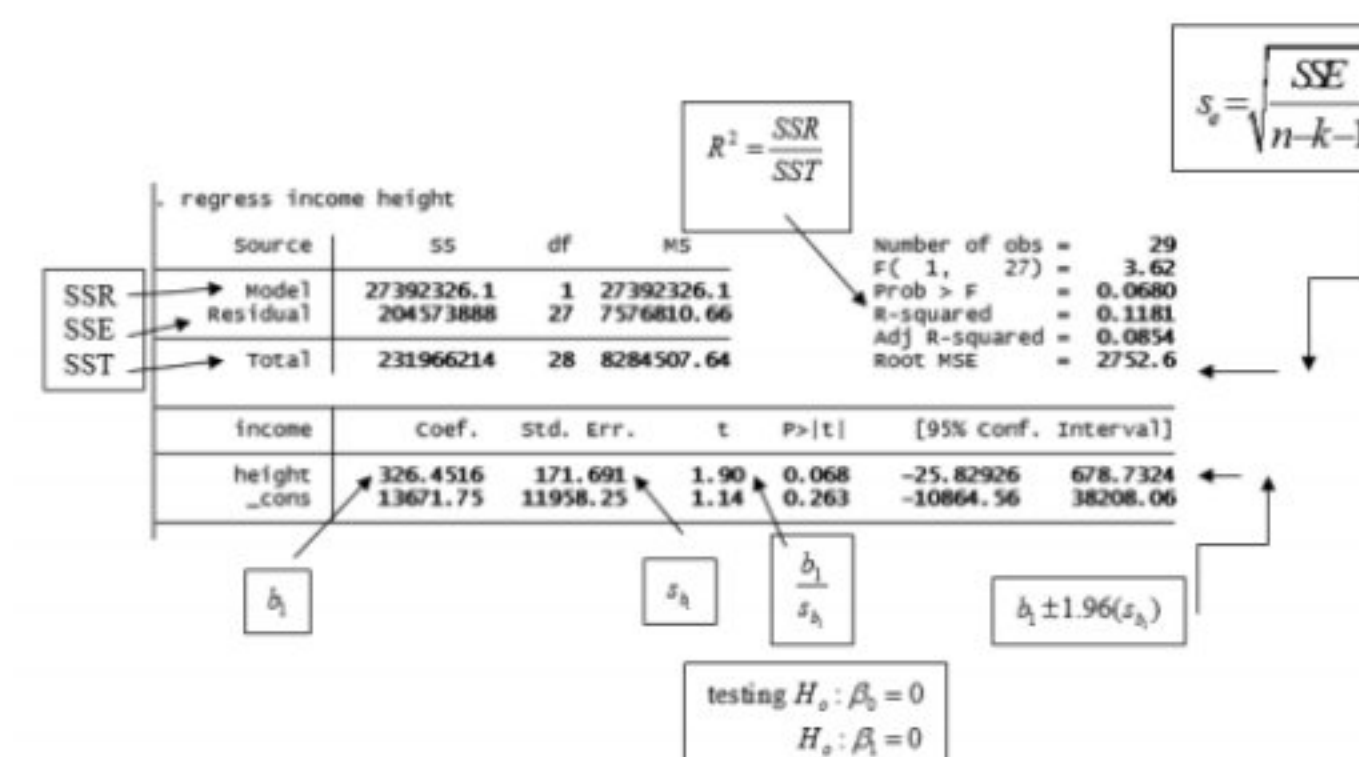 s_e = √(SSE / n–k–1
R² = SSR / SST
. regress income height
Source | SS df MS Number of obs = 29
F( 1, 27) = 3.62
SSR Model | 27392326.1 1 27392326.1 Prob > F = 0.0680
SSE Residual | 204573888 27 7576810.66 R-squared = 0.1181
Adj R-squared = 0.0854
SST Total | 231966214 28 8284507.64 Root MSE = 2752.6
income | Coef. Std. Err. t P>|t| [95% Conf. Interval]
height | 326.4516 171.691 1.90 0.068 -25.82926 678.7324
_cons | 13671.75 11958.25 1.14 0.263 -10864.56 38208.06
b₁
s_b₁
b₁ / s_b₁
b₁ ±1.96(s_b₁)
testing H_o : β₀ = 0
H_o : β₁ = 0